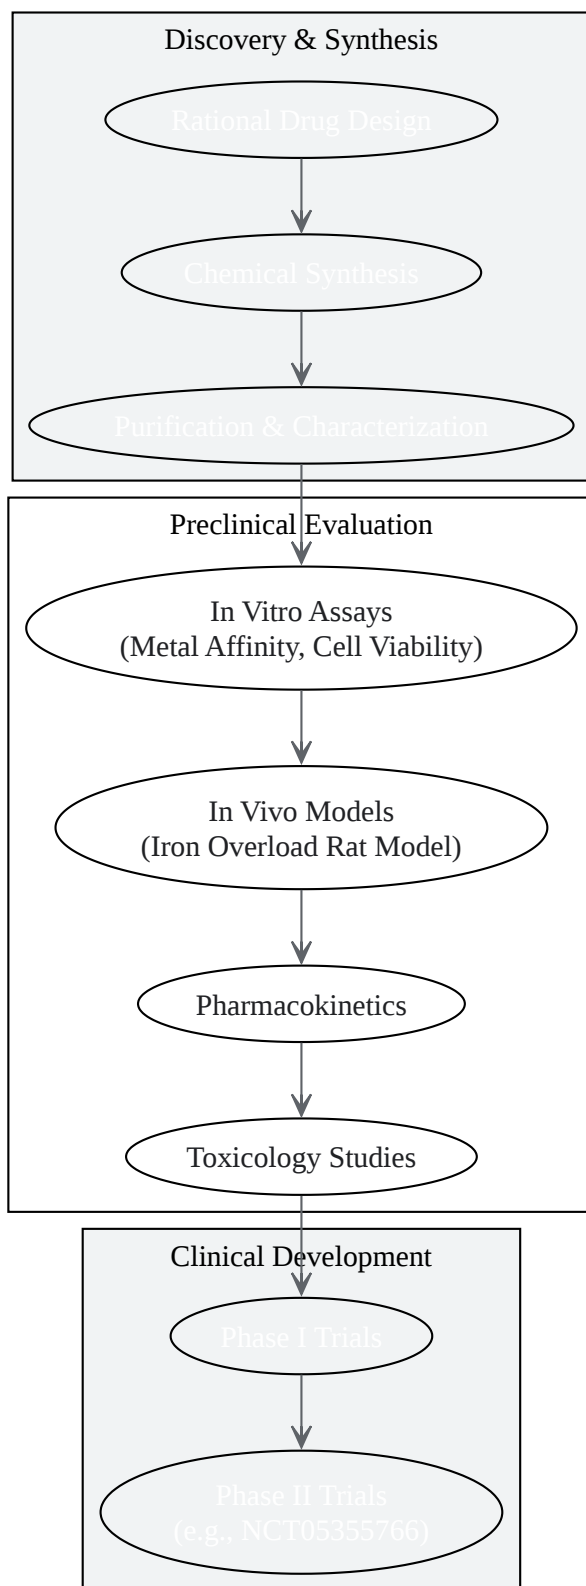 Discovery & Synthesis
Rational Drug Design
Chemical Synthesis
Purification & Characterization
Preclinical Evaluation
In Vitro Assays
(Metal Affinity, Cell Viability)
In Vivo Models
(Iron Overload Rat Model)
Pharmacokinetics
Toxicology Studies
Clinical Development
Phase I Trials
Phase II Trials
(e.g., NCT05355766)